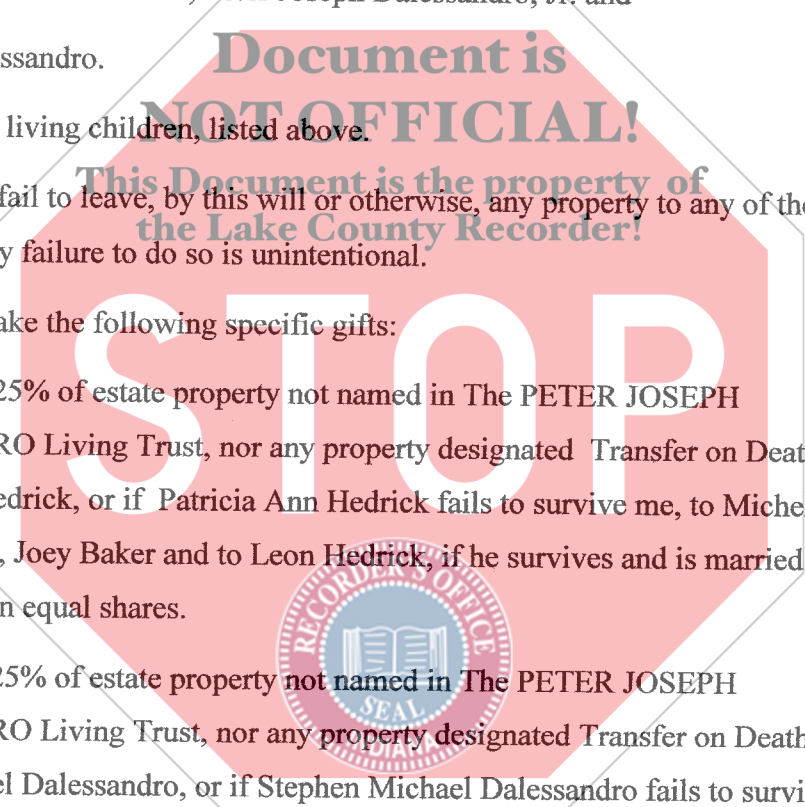 Joseph Dalessandro, Jr. and
ssandro.
living children, listed above.
fail to leave, by this will or otherwise, any property to any of the
y failure to do so is unintentional.
ake the following specific gifts:
25% of estate property not named in The PETER JOSEPH
RO Living Trust, nor any property designated Transfer on Deat
edrick, or if Patricia Ann Hedrick fails to survive me, to Miche
, Joey Baker and to Leon Hedrick, if he survives and is married
n equal shares.
25% of estate property not named in The PETER JOSEPH
RO Living Trust, nor any property designated Transfer on Death
el Dalessandro, or if Stephen Michael Dalessandro fails to survi
Document is
NOT OFFICIAL!
This Document is the property of
the Lake County Recorder!
STOP
RECORDER'S OFFICE
SEAL
INDIANA